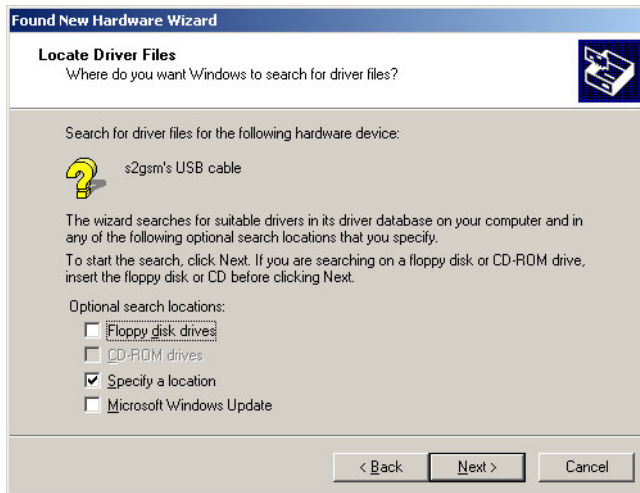 Found New Hardware Wizard
Locate Driver Files
Where do you want Windows to search for driver files?
Search for driver files for the following hardware device:
s2gsm's USB cable
The wizard searches for suitable drivers in its driver database on your computer and in
any of the following optional search locations that you specify.
To start the search, click Next. If you are searching on a floppy disk or CD-ROM drive,
insert the floppy disk or CD before clicking Next.
Optional search locations:
Floppy disk drives
CD-ROM drives
Specify a location
Microsoft Windows Update
< Back Next > Cancel